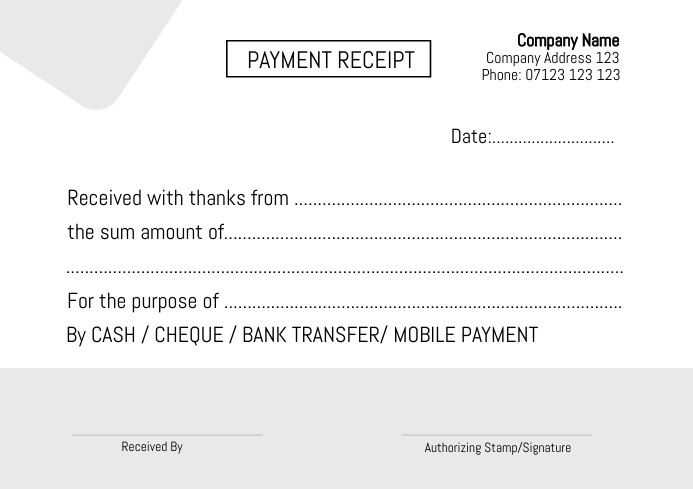 PAYMENT RECEIPT
Company Name
Company Address 123
Phone: 07123 123 123
Date:............................
Received with thanks from ......................................................................
the sum amount of.....................................................................................
........................................................................................................................
For the purpose of .....................................................................................
By CASH / CHEQUE / BANK TRANSFER/ MOBILE PAYMENT
Received By
Authorizing Stamp/Signature